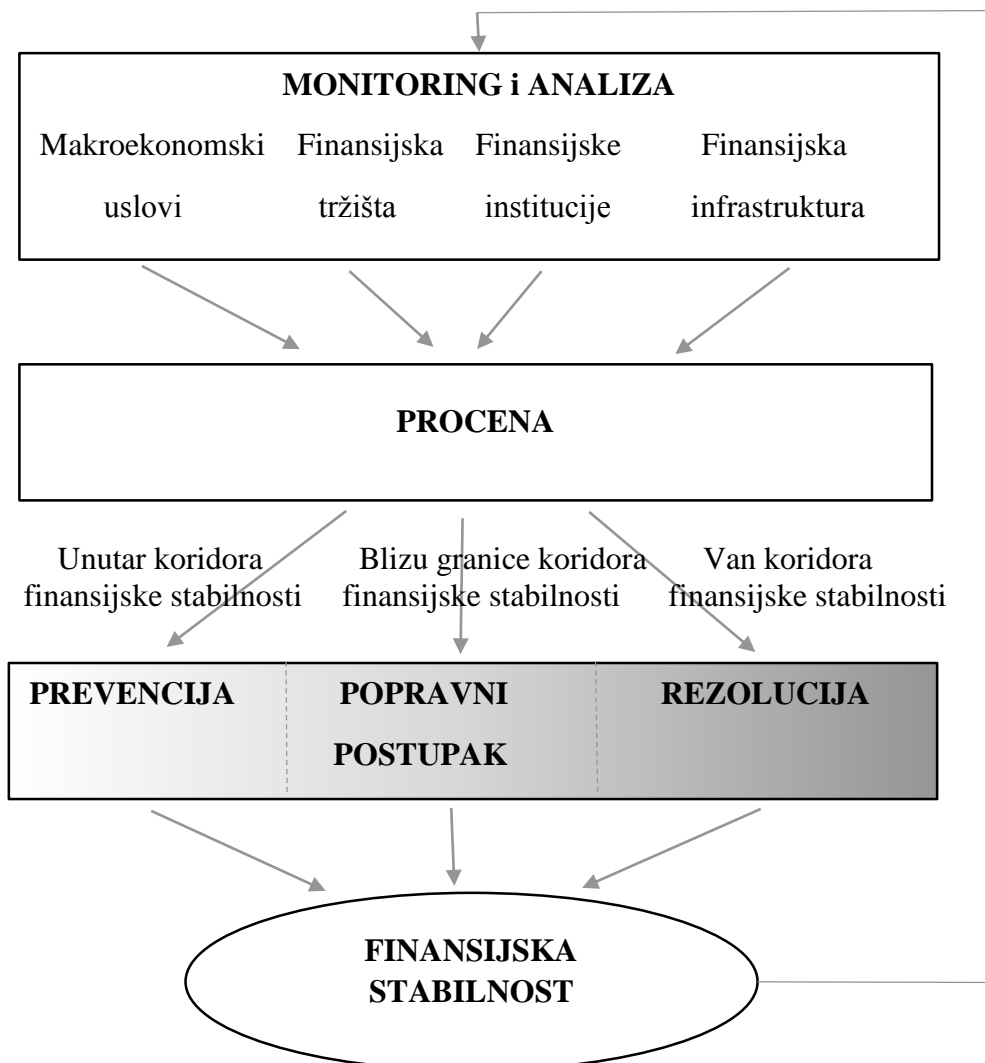 MONITORING i ANALIZA
Makroekonomski
uslovi
Finansijska
tržišta
Finansijske
institucije
Finansijska
infrastruktura
PROCENA
Unutar koridora
finansijske stabilnosti
Blizu granice koridora
finansijske stabilnosti
Van koridora
finansijske stabilnosti
PREVENCIJA
POPRAVNI
POSTUPAK
REZOLUCIJA
FINANSIJSKA
STABILNOST